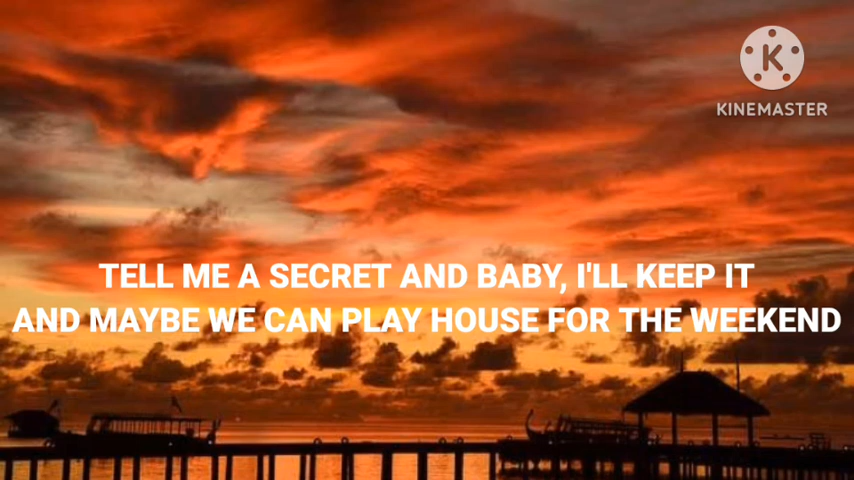 K
KINEMASTER
TELL ME A SECRET AND BABY, I'LL KEEP IT
AND MAYBE WE CAN PLAY HOUSE FOR THE WEEKEND